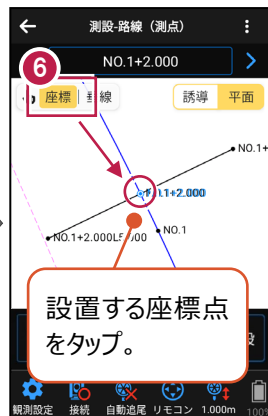 測設-路線（測点）
NO.1+2.000
6
座標
線
誘導
平面
NO.1+
1+2.000
NO.1
NO.1+2.000L5.000
設置する座標点
をタップ。
観測設定
接続
自動追尾
リモコン
1.000m
100%